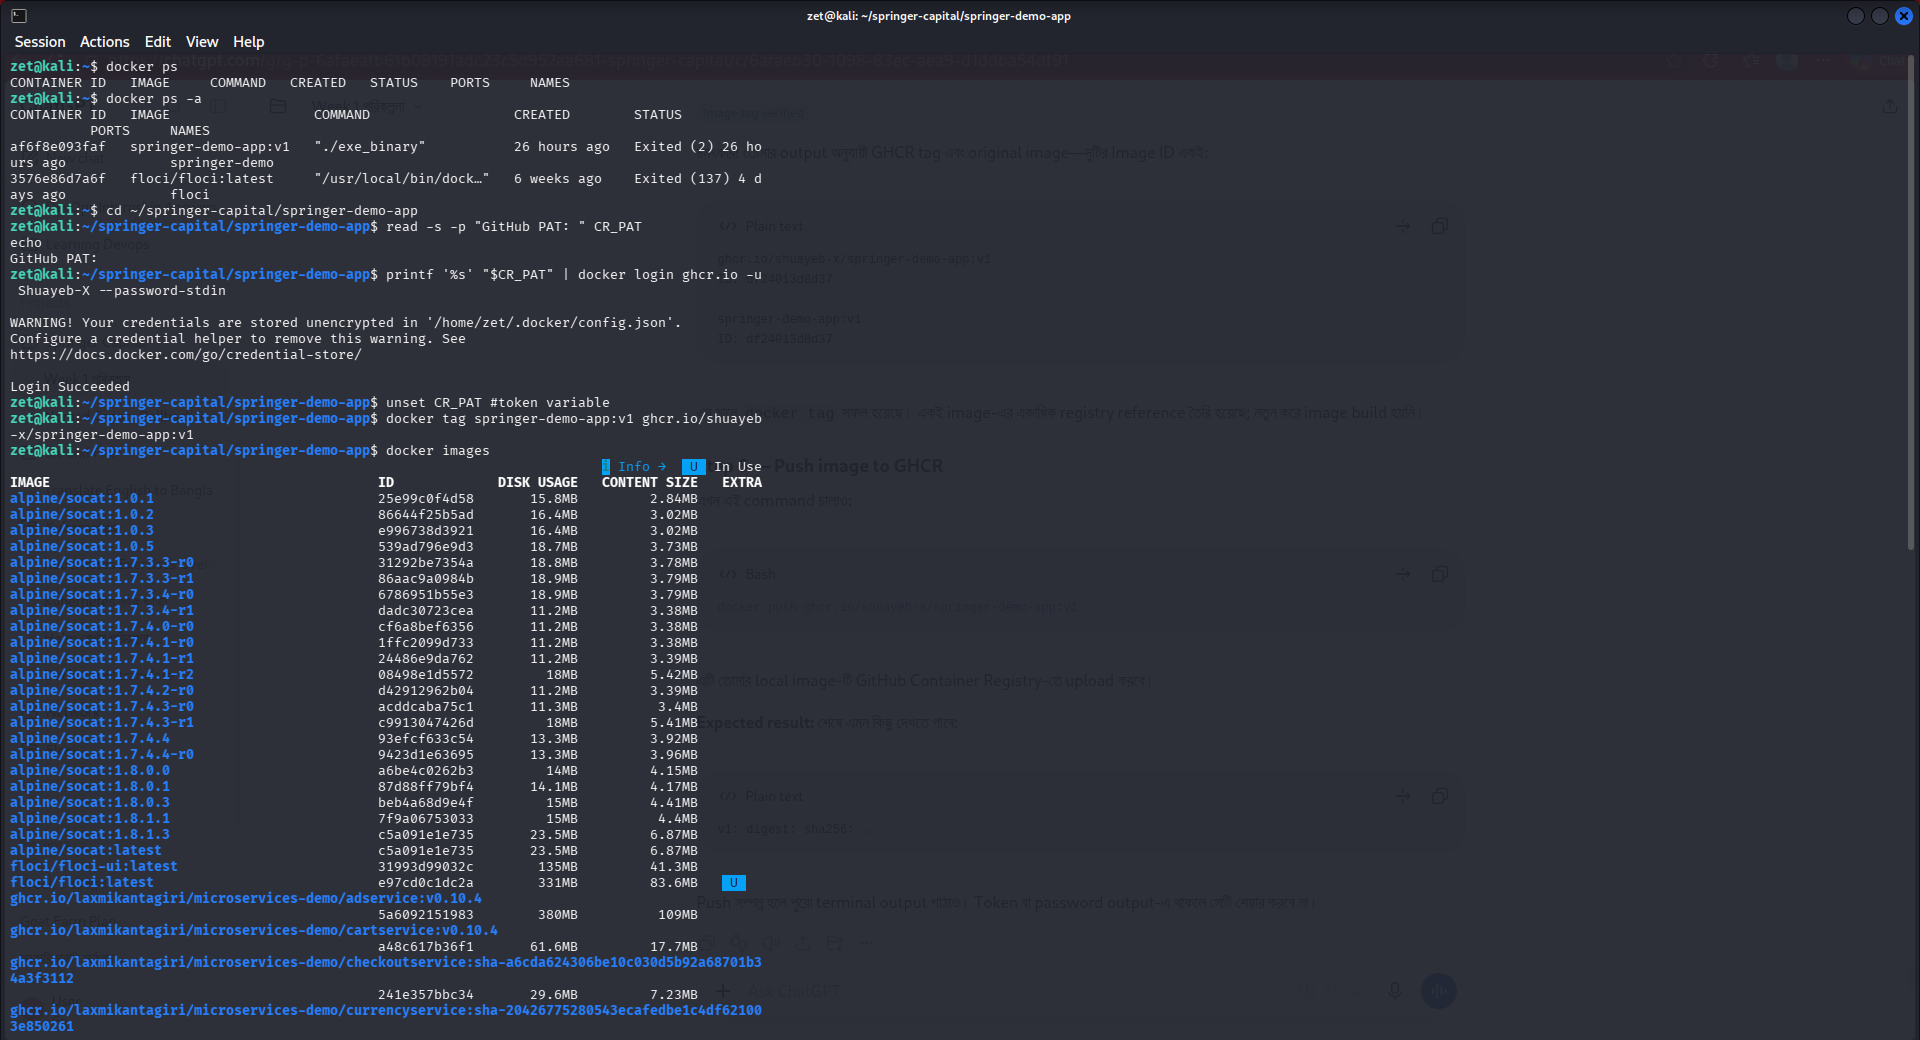 zet@kali: ~/springer-capital/springer-demo-app
Session Actions Edit View Help
zet@kali:~$ docker ps
CONTAINER ID   IMAGE     COMMAND   CREATED   STATUS    PORTS     NAMES
zet@kali:~$ docker ps -a
CONTAINER ID   IMAGE                  COMMAND                  CREATED        STATUS
          PORTS     NAMES
af6f8e093faf   springer-demo-app:v1   "./exe_binary"           26 hours ago   Exited (2) 26 ho
urs ago             springer-demo
3576e86d7a6f   floci/floci:latest     "/usr/local/bin/dock…"   6 weeks ago    Exited (137) 4 d
ays ago             floci
zet@kali:~$ cd ~/springer-capital/springer-demo-app
zet@kali:~/springer-capital/springer-demo-app$ read -s -p "GitHub PAT: " CR_PAT
echo
GitHub PAT:
zet@kali:~/springer-capital/springer-demo-app$ printf '%s' "$CR_PAT" | docker login ghcr.io -u
 Shuayeb-X --password-stdin
WARNING! Your credentials are stored unencrypted in '/home/zet/.docker/config.json'.
Configure a credential helper to remove this warning. See
https://docs.docker.com/go/credential-store/
Login Succeeded
zet@kali:~/springer-capital/springer-demo-app$ unset CR_PAT #token variable
zet@kali:~/springer-capital/springer-demo-app$ docker tag springer-demo-app:v1 ghcr.io/shuayeb
-x/springer-demo-app:v1
zet@kali:~/springer-capital/springer-demo-app$ docker images
i Info → U In Use
IMAGE ID DISK USAGE CONTENT SIZE EXTRA
alpine/socat:1.0.1 25e99c0f4d58 15.8MB 2.84MB
alpine/socat:1.0.2 86644f25b5ad 16.4MB 3.02MB
alpine/socat:1.0.3 e996738d3921 16.4MB 3.02MB
alpine/socat:1.0.5 539ad796e9d3 18.7MB 3.73MB
alpine/socat:1.7.3.3-r0 31292be7354a 18.8MB 3.78MB
alpine/socat:1.7.3.3-r1 86aac9a0984b 18.9MB 3.79MB
alpine/socat:1.7.3.4-r0 6786951b55e3 18.9MB 3.79MB
alpine/socat:1.7.3.4-r1 dadc30723cea 11.2MB 3.38MB
alpine/socat:1.7.4.0-r0 cf6a8bef6356 11.2MB 3.38MB
alpine/socat:1.7.4.1-r0 1ffc2099d733 11.2MB 3.38MB
alpine/socat:1.7.4.1-r1 24486e9da762 11.2MB 3.39MB
alpine/socat:1.7.4.1-r2 08498e1d5572 18MB 5.42MB
alpine/socat:1.7.4.2-r0 d42912962b04 11.2MB 3.39MB
alpine/socat:1.7.4.3-r0 acddcaba75c1 11.3MB 3.4MB
alpine/socat:1.7.4.3-r1 c9913047426d 18MB 5.41MB
alpine/socat:1.7.4.4 93efcf633c54 13.3MB 3.92MB
alpine/socat:1.7.4.4-r0 9423d1e63695 13.3MB 3.96MB
alpine/socat:1.8.0.0 a6be4c0262b3 14MB 4.15MB
alpine/socat:1.8.0.1 87d88ff79bf4 14.1MB 4.17MB
alpine/socat:1.8.0.3 beb4a68d9e4f 15MB 4.41MB
alpine/socat:1.8.1.1 7f9a06753033 15MB 4.4MB
alpine/socat:1.8.1.3 c5a091e1e735 23.5MB 6.87MB
alpine/socat:latest c5a091e1e735 23.5MB 6.87MB
floci/floci-ui:latest 31993d99032c 135MB 41.3MB
floci/floci:latest e97cd0c1dc2a 331MB 83.6MB U
ghcr.io/laxmikantagiri/microservices-demo/adservice:v0.10.4
5a6092151983 380MB 109MB
ghcr.io/laxmikantagiri/microservices-demo/cartservice:v0.10.4
a48c617b36f1 61.6MB 17.7MB
ghcr.io/laxmikantagiri/microservices-demo/checkoutservice:sha-a6cda624306be10c030d5b92a68701b3
4a3f3112
241e357bbc34 29.6MB 7.23MB
ghcr.io/laxmikantagiri/microservices-demo/currencyservice:sha-20426775280543ecafedbe1c4df62100
3e850261